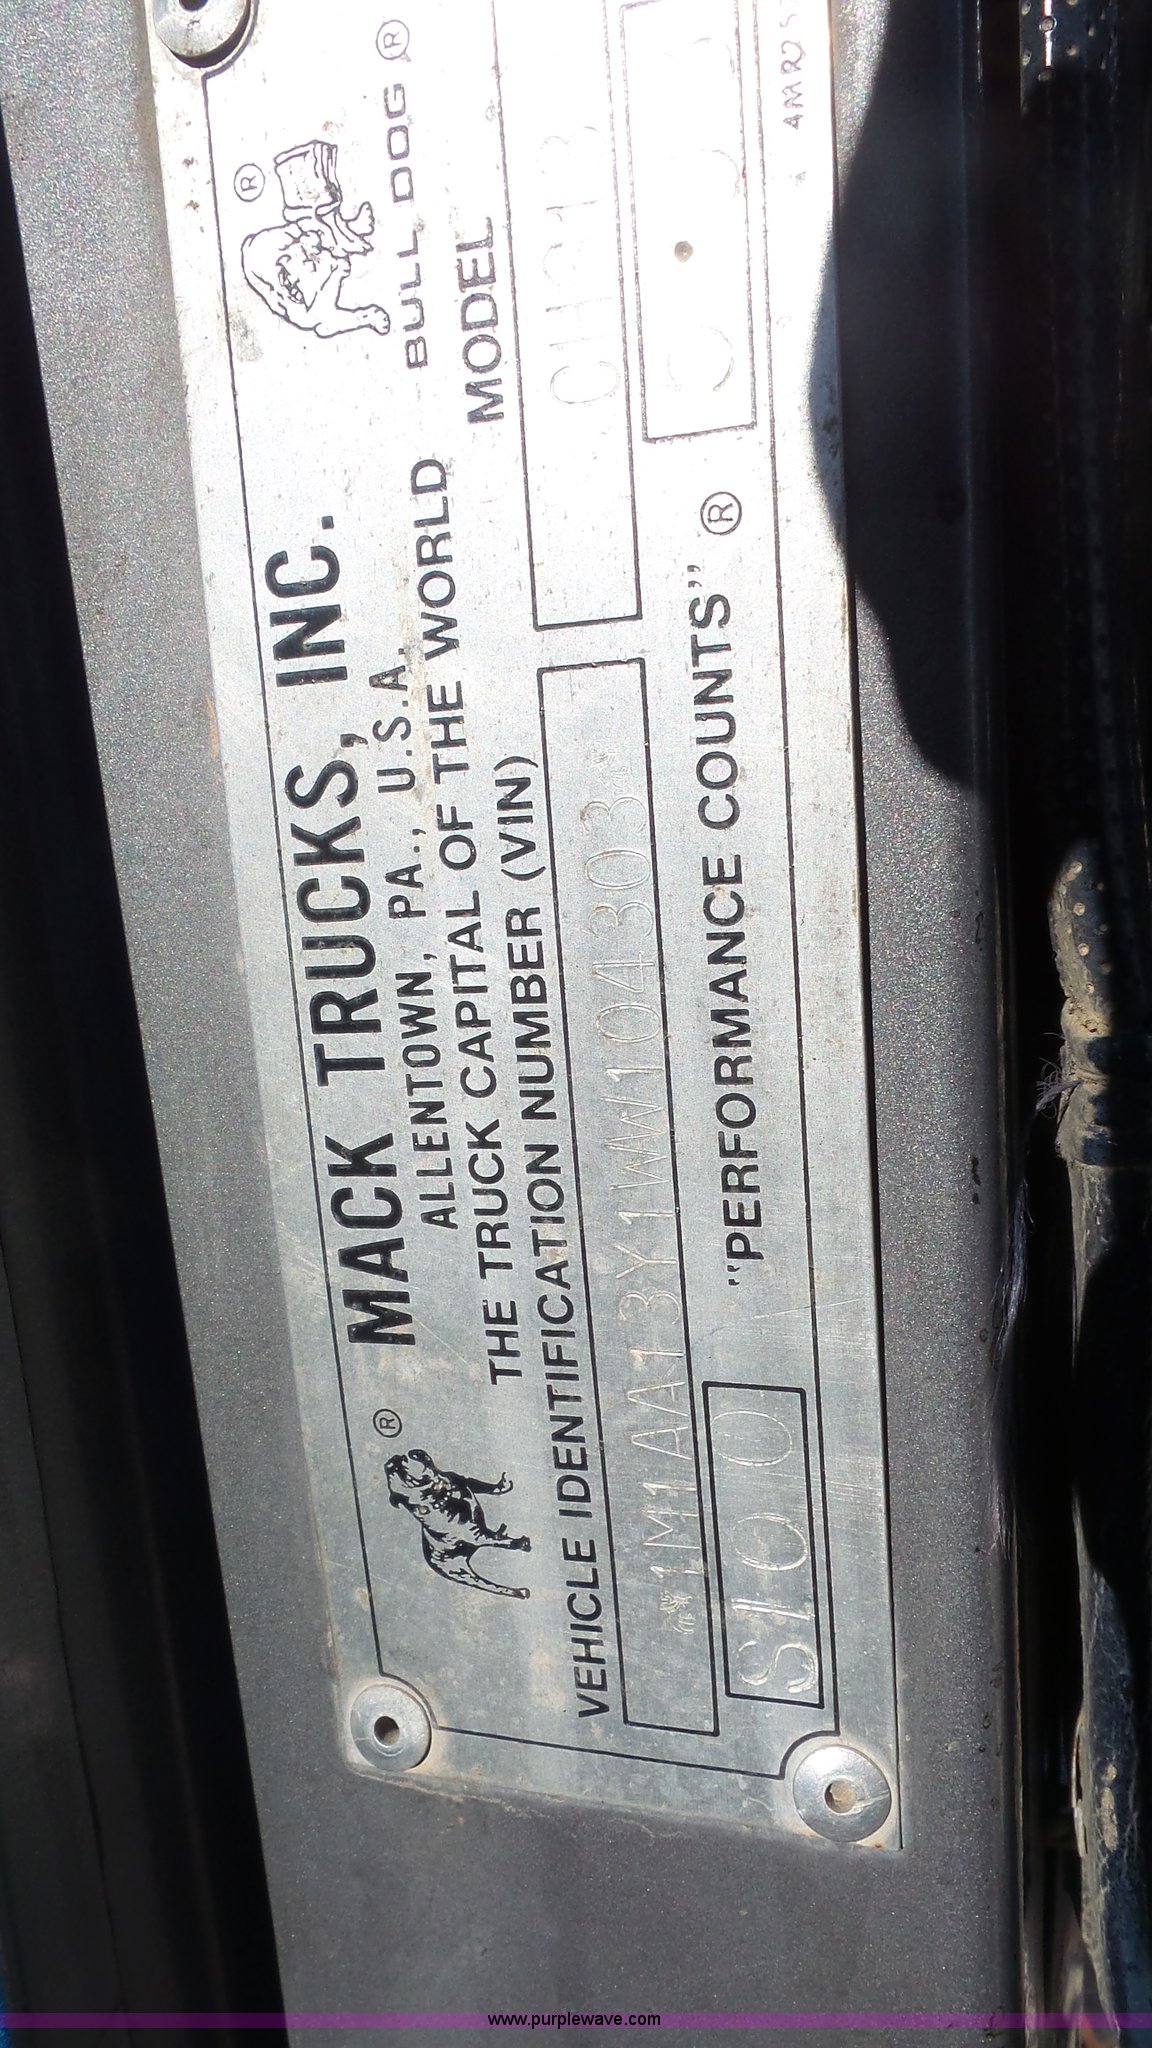 MACK TRUCKS, INC.
ALLENTOWN, PA., U.S.A.
THE TRUCK CAPITAL OF THE WORLD
BULL DOG ®
VEHICLE IDENTIFICATION NUMBER (VIN)
MODEL
*1M1AA13Y1WW104303*
CH613
S100
"PERFORMANCE COUNTS" ®
www.purplewave.com